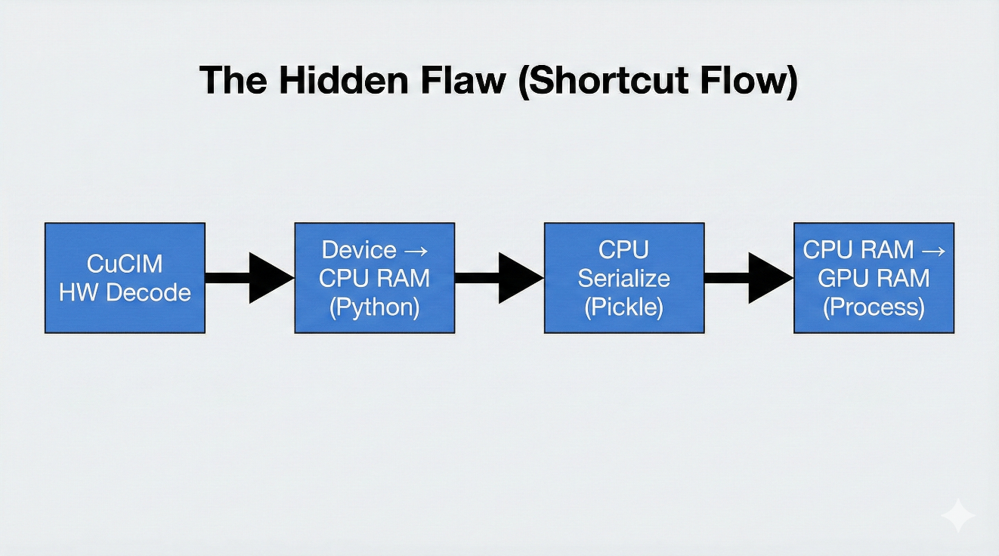 The Hidden Flaw (Shortcut Flow)
CuCIM
HW Decode
Device →
CPU RAM
(Python)
CPU
Serialize
(Pickle)
CPU RAM →
GPU RAM
(Process)